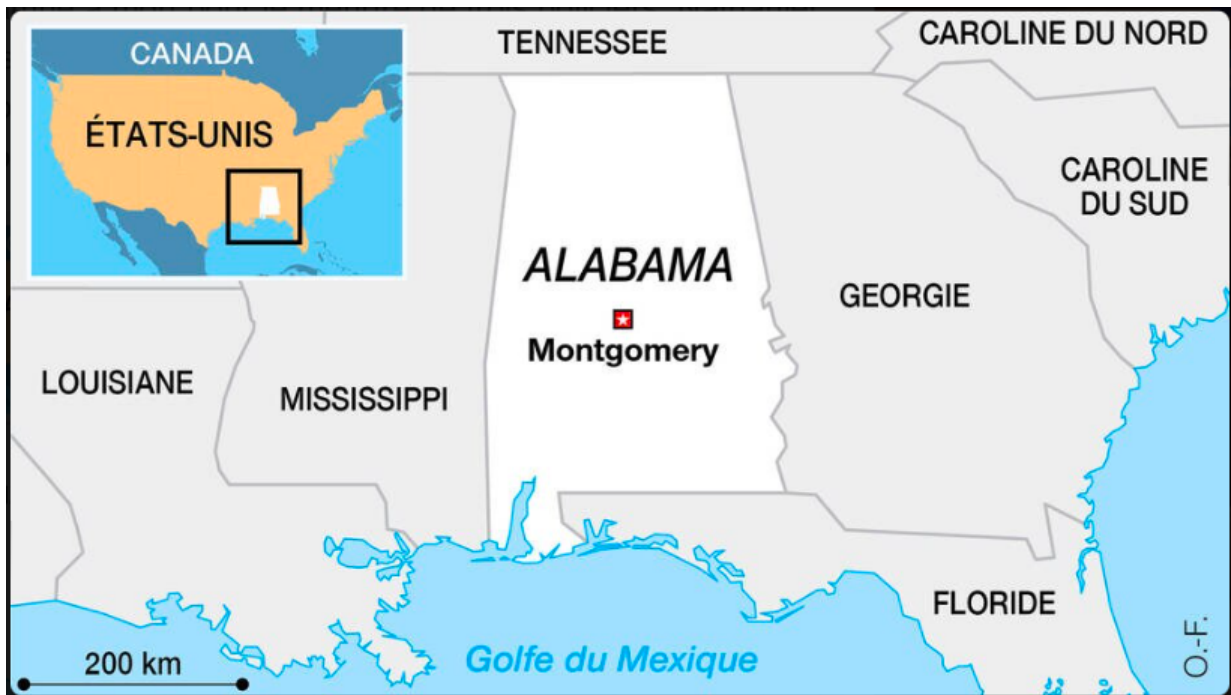 TENNESSEE
CAROLINE DU NORD
CANADA
ÉTATS-UNIS
CAROLINE
DU SUD
ALABAMA
GEORGIE
Montgomery
LOUISIANE
MISSISSIPPI
FLORIDE
Golfe du Mexique
200 km
O.-F.